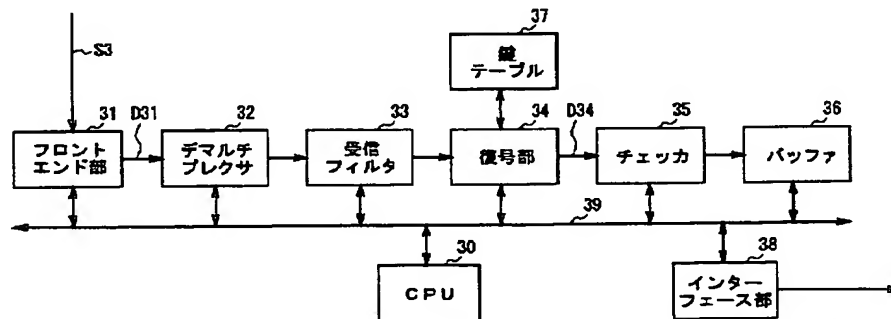 37
鍵
テーブル
S3
31
D31
32
33
34
D34
35
36
フロント
エンド部
デマルチ
プレクサ
受信
フィルタ
復号部
チェッカ
バッファ
39
30
CPU
38
インター
フェース部